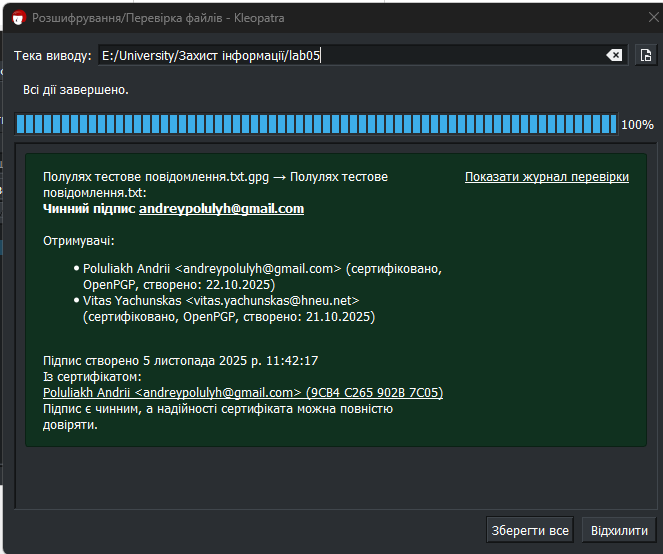 Розшифрування/Перевірка файлів - Kleopatra
Тека виводу: E:/University/Захист інформації/lab05
Всі дії завершено.
100%
Полулях тестове повідомлення.txt.gpg → Полулях тестове
повідомлення.txt:
Показати журнал перевірки
Чинний підпис andreypolulyh@gmail.com
Отримувачі:
• Poluliakh Andrii <andreypolulyh@gmail.com> (сертифіковано,
OpenPGP, створено: 22.10.2025)
• Vitas Yachunskas <vitas.yachunskas@hneu.net>
(сертифіковано, OpenPGP, створено: 21.10.2025)
Підпис створено 5 листопада 2025 р. 11:42:17
Із сертифікатом:
Poluliakh Andrii <andreypolulyh@gmail.com> (9CB4 C265 902B 7C05)
Підпис є чинним, а надійності сертифіката можна повністю
довіряти.
Зберегти все
Відхилити